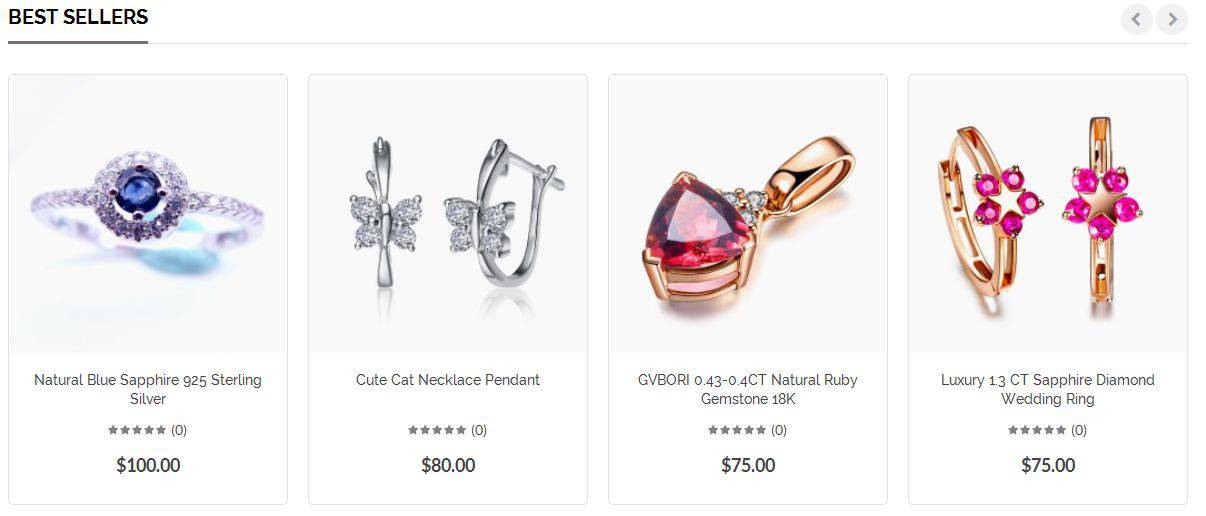 BEST SELLERS
Natural Blue Sapphire 925 Sterling
Silver
(0)
$100.00
Cute Cat Necklace Pendant
(0)
$80.00
GVBORI 0.43-0.4CT Natural Ruby
Gemstone 18K
(0)
$75.00
Luxury 1.3 CT Sapphire Diamond
Wedding Ring
(0)
$75.00